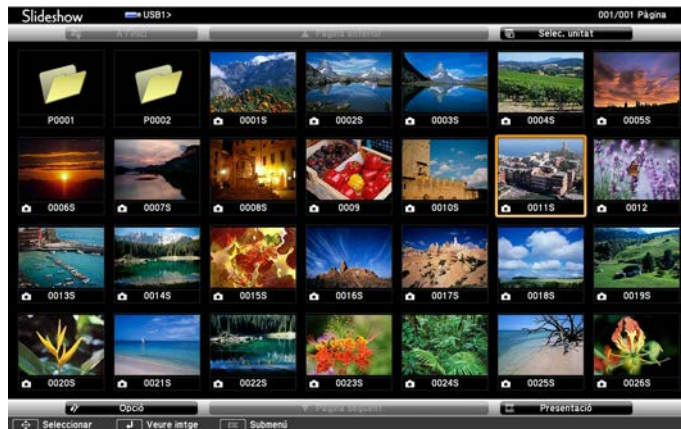 Slideshow USB1> 001/001 Pàgina
A l'inici Pàgina anterior Selec. unitat
P0001 P0002 0001S 0002S 0003S 0004S 0005S
0006S 0007S 0008S 0009 0010S 0011S 0012
0013S 0014S 0015S 0016S 0017S 0018S 0019S
0020S 0021S 0022S 0023S 0024S 0025S 0026S
Opció Pàgina següent Presentació
Seleccionar Veure imtge ESC Submenú